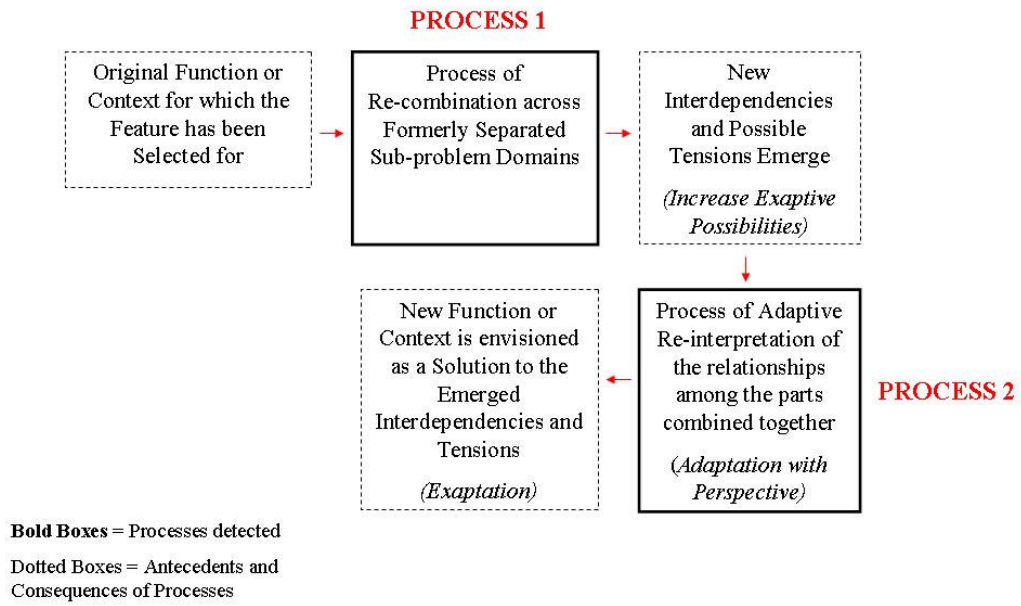 PROCESS 1
Original Function or
Context for which the
Feature has been
Selected for
Process of
Re-combination across
Formerly Separated
Sub-problem Domains
New
Interdependencies
and Possible
Tensions Emerge
(Increase Exaptive
Possibilities)
Process of Adaptive
Re-interpretation of
the relationships
among the parts
combined together
(Adaptation with
Perspective)
PROCESS 2
New Function or
Context is envisioned
as a Solution to the
Emerged
Interdependencies and
Tensions
(Exaptation)
Bold Boxes = Processes detected
Dotted Boxes = Antecedents and
Consequences of Processes